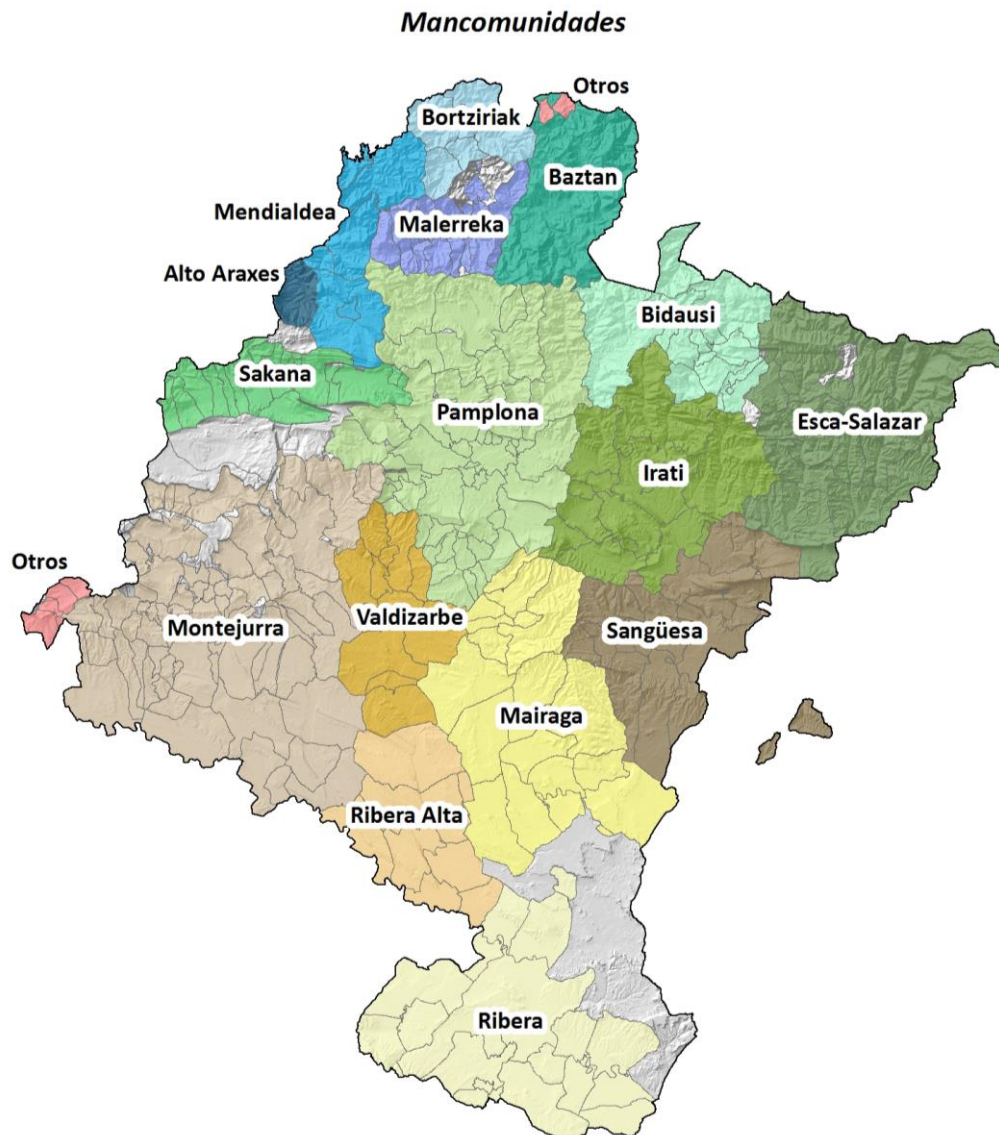 Mancomunidades
Otros
Bortziriak
Baztan
Mendialdea
Malerreka
Alto Araxes
Bidausi
Sakana
Pamplona
Esca-Salazar
Irati
Otros
Montejurra
Valdizarbe
Sangüesa
Mairaga
Ribera Alta
Ribera